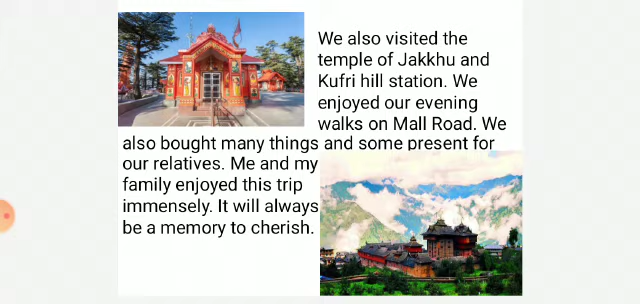 We also visited the
temple of Jakkhu and
Kufri hill station. We
enjoyed our evening
walks on Mall Road. We
also bought many things and some present for
our relatives. Me and my
family enjoyed this trip
immensely. It will always
be a memory to cherish.